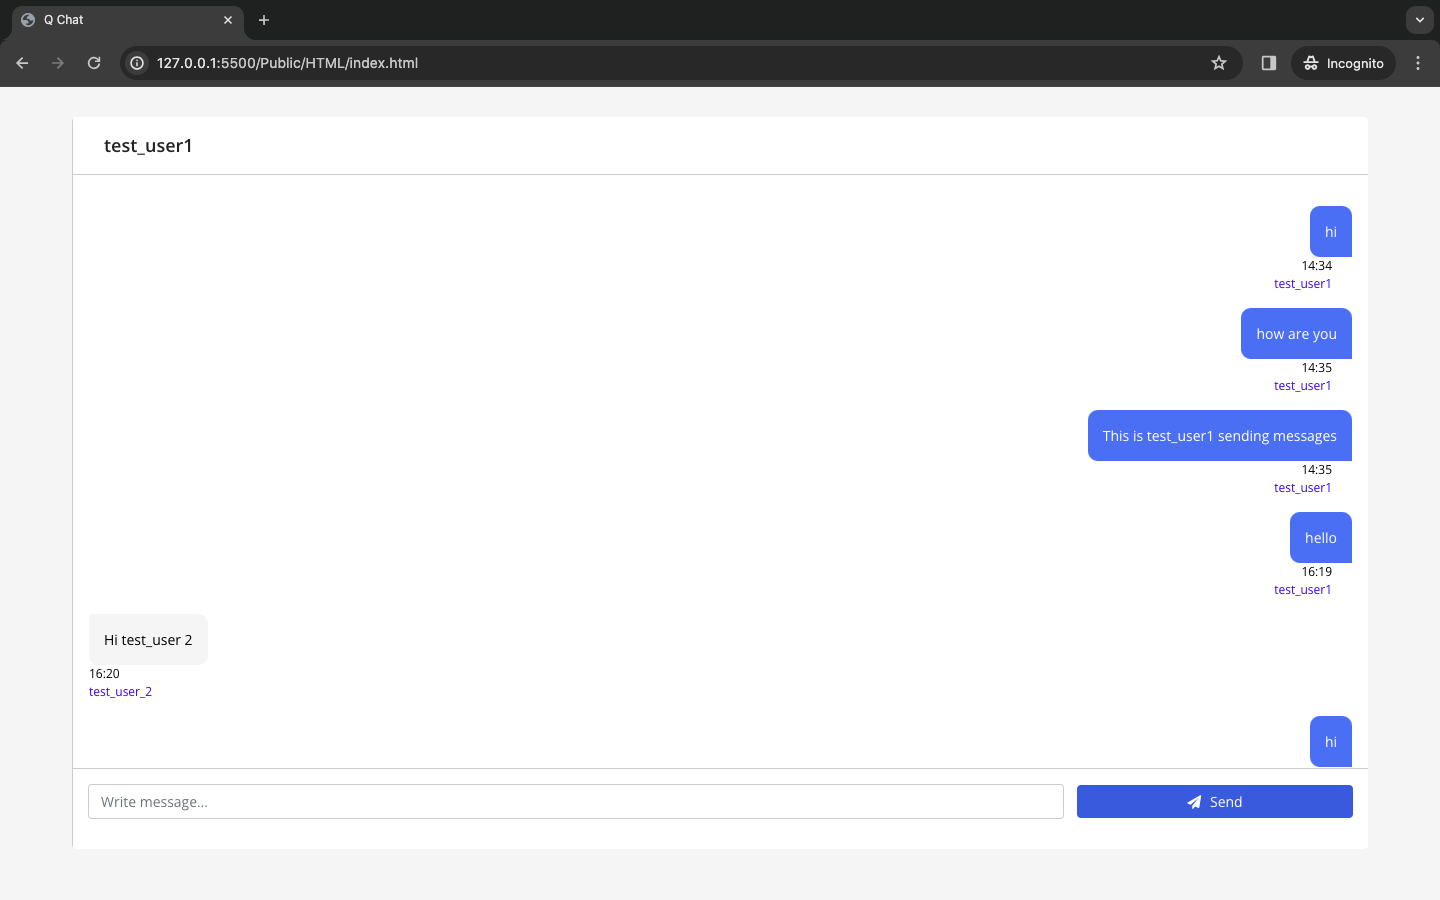 Q Chat
127.0.0.1:5500/Public/HTML/index.html
Incognito
test_user1
hi
14:34
test_user1
how are you
14:35
test_user1
This is test_user1 sending messages
14:35
test_user1
hello
16:19
test_user1
Hi test_user 2
16:20
test_user_2
hi
Write message...
Send